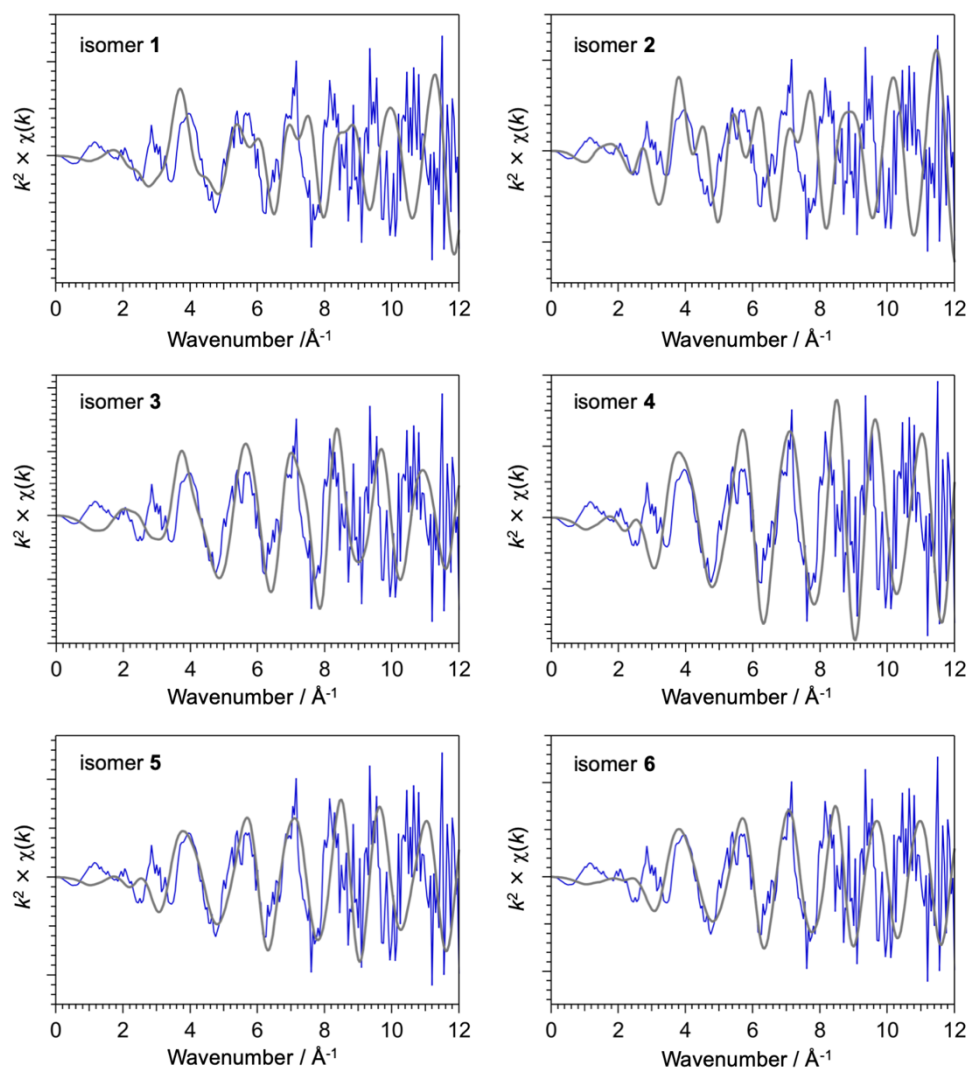 isomer 1
k² × χ(k)
0 2 4 6 8 10 12
Wavenumber /Å⁻¹
isomer 2
k² × χ(k)
0 2 4 6 8 10 12
Wavenumber / Å⁻¹
isomer 3
k² × χ(k)
0 2 4 6 8 10 12
Wavenumber / Å⁻¹
isomer 4
k² × χ(k)
0 2 4 6 8 10 12
Wavenumber / Å⁻¹
isomer 5
k² × χ(k)
0 2 4 6 8 10 12
Wavenumber / Å⁻¹
isomer 6
k² × χ(k)
0 2 4 6 8 10 12
Wavenumber / Å⁻¹